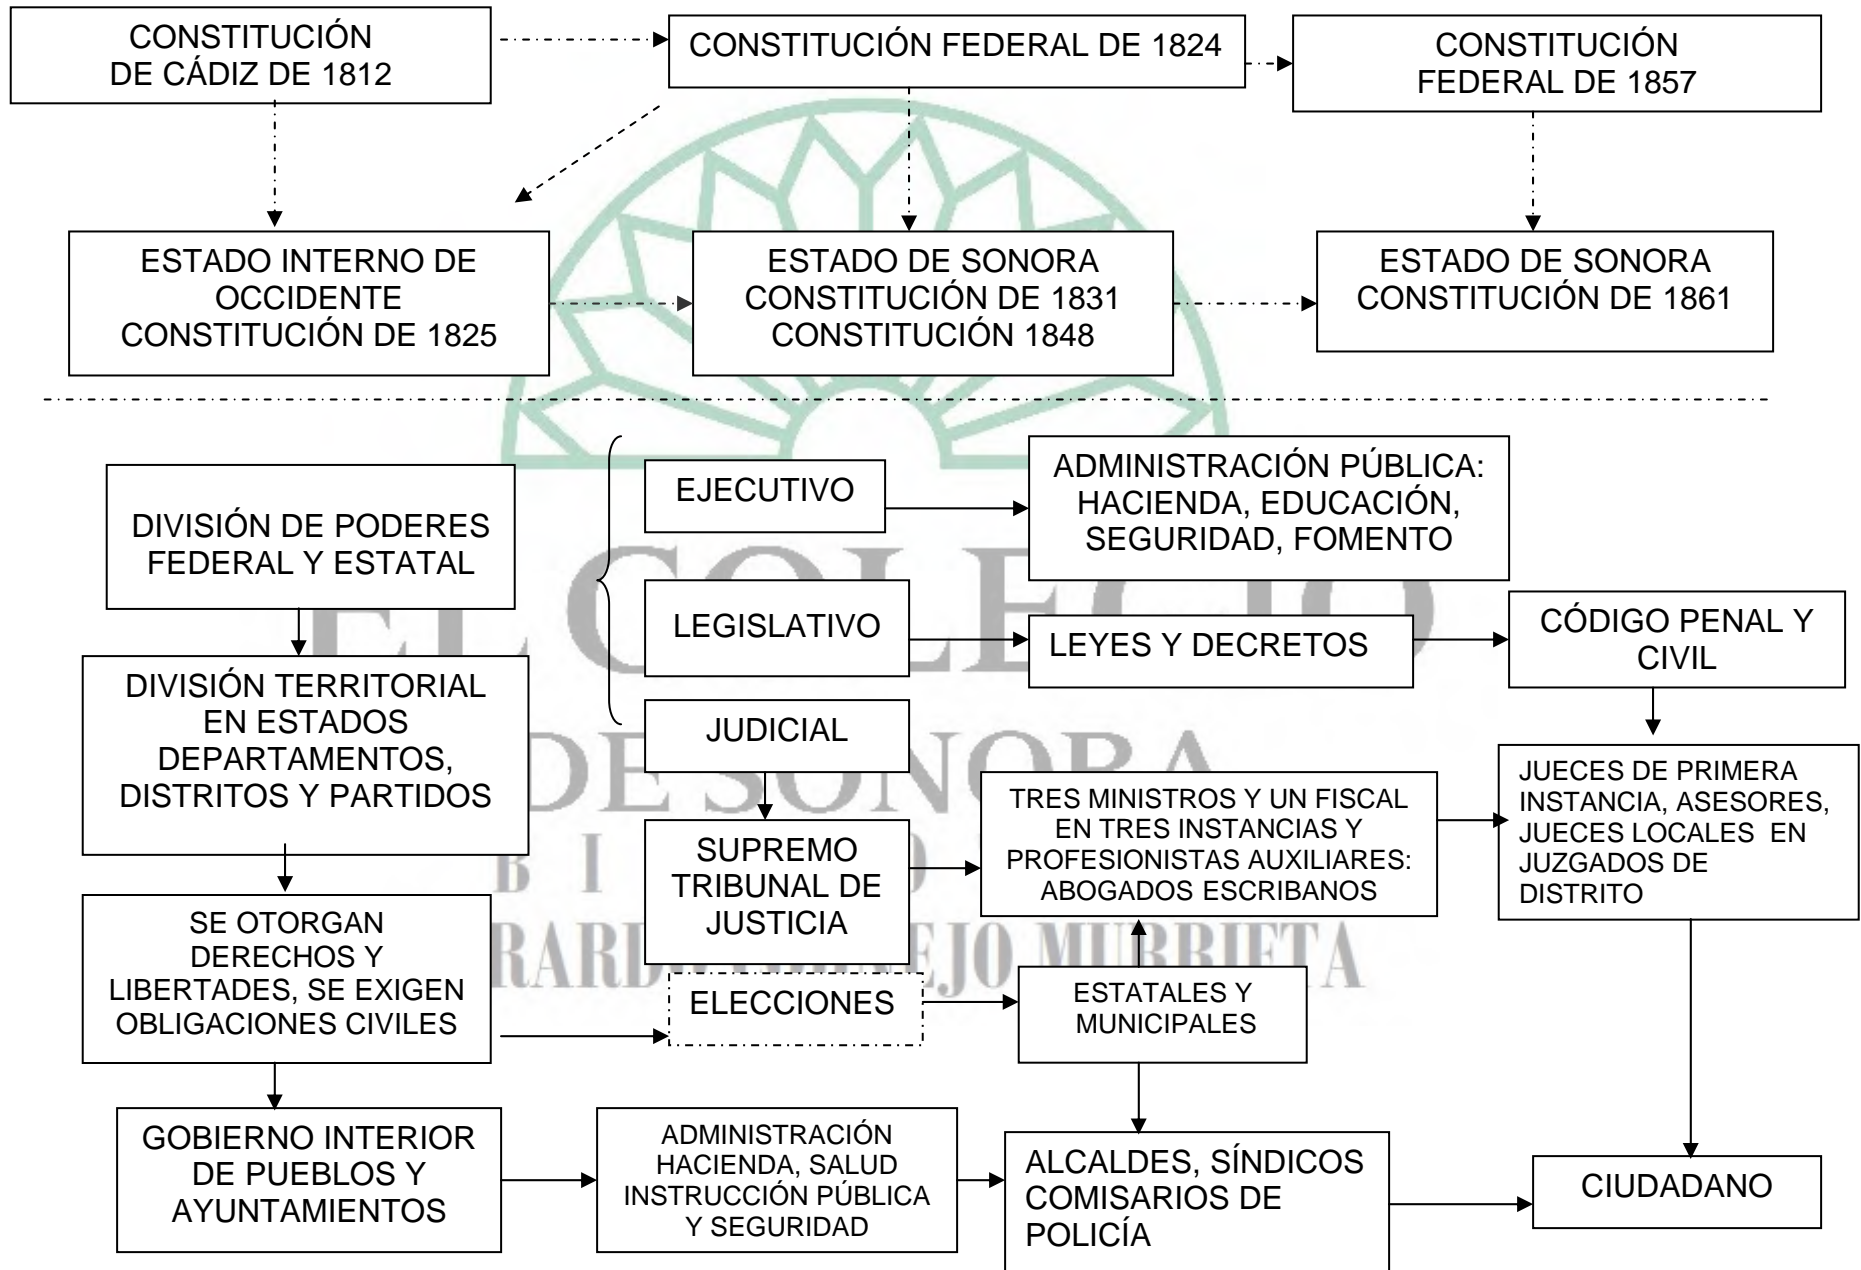 CONSTITUCIÓN
DE CÁDIZ DE 1812
CONSTITUCIÓN FEDERAL DE 1824
CONSTITUCIÓN
FEDERAL DE 1857
ESTADO INTERNO DE
OCCIDENTE
CONSTITUCIÓN DE 1825
ESTADO DE SONORA
CONSTITUCIÓN DE 1831
CONSTITUCIÓN 1848
ESTADO DE SONORA
CONSTITUCIÓN DE 1861
DIVISIÓN DE PODERES
FEDERAL Y ESTATAL
EJECUTIVO
ADMINISTRACIÓN PÚBLICA:
HACIENDA, EDUCACIÓN,
SEGURIDAD, FOMENTO
LEGISLATIVO
LEYES Y DECRETOS
CÓDIGO PENAL Y
CIVIL
DIVISIÓN TERRITORIAL
EN ESTADOS
DEPARTAMENTOS,
DISTRITOS Y PARTIDOS
JUDICIAL
SUPREMO
TRIBUNAL DE
JUSTICIA
TRES MINISTROS Y UN FISCAL
EN TRES INSTANCIAS Y
PROFESIONISTAS AUXILIARES:
ABOGADOS ESCRIBANOS
JUECES DE PRIMERA
INSTANCIA, ASESORES,
JUECES LOCALES EN
JUZGADOS DE
DISTRITO
SE OTORGAN
DERECHOS Y
LIBERTADES, SE EXIGEN
OBLIGACIONES CIVILES
ELECCIONES
ESTATALES Y
MUNICIPALES
GOBIERNO INTERIOR
DE PUEBLOS Y
AYUNTAMIENTOS
ADMINISTRACIÓN
HACIENDA, SALUD
INSTRUCCIÓN PÚBLICA
Y SEGURIDAD
ALCALDES, SÍNDICOS
COMISARIOS DE
POLICÍA
CIUDADANO
EL COLEGIO
DE SONORA
MURRIETA